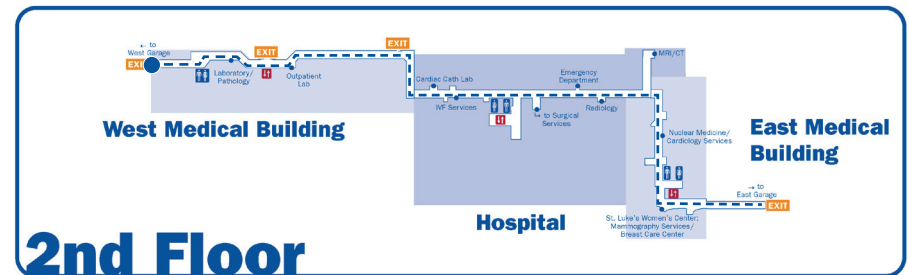 ← to
West Garage
EXIT
Laboratory/
Pathology
EXIT
Outpatient
Lab
EXIT
Cardiac Cath Lab
IVF Services
Emergency
Department
to Surgical
Services
Radiology
MRI/CT
Nuclear Medicine/
Cardiology Services
→ to
East Garage
EXIT
St. Luke's Women's Center:
Mammography Services/
Breast Care Center
West Medical Building
Hospital
East Medical
Building
2nd Floor